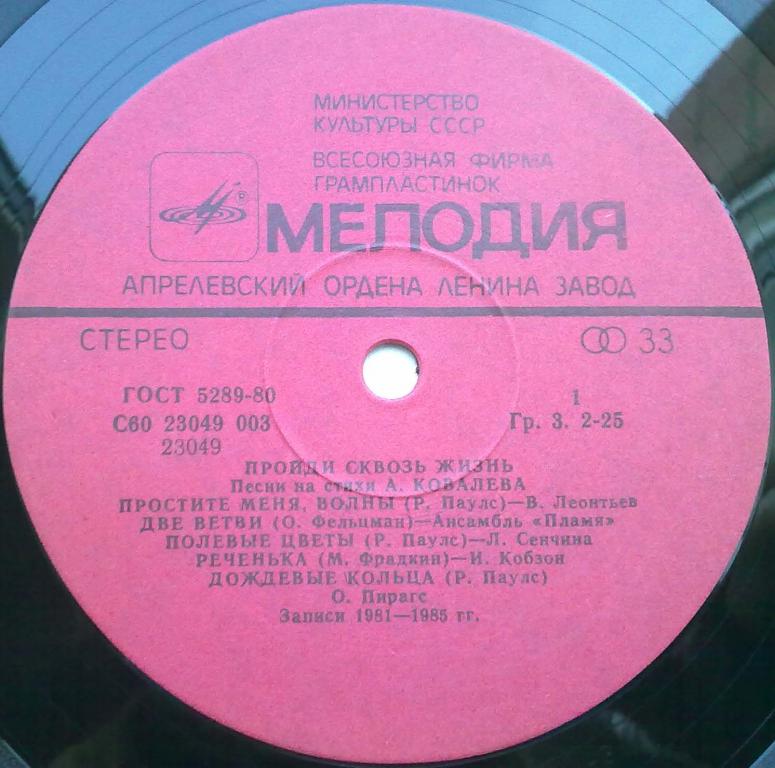 МИНИСТЕРСТВО
КУЛЬТУРЫ СССР
ВСЕСОЮЗНАЯ ФИРМА
ГРАМПЛАСТИНОК
МЕЛОДИЯ
АПРЕЛЕВСКИЙ ОРДЕНА ЛЕНИНА ЗАВОД
СТЕРЕО 33
ГОСТ 5289-80 1
С60 23049 003 Гр. 3. 2-25
23049
ПРОЙДИ СКВОЗЬ ЖИЗНЬ
Песни на стихи А. КОВАЛЕВА
ПРОСТИТЕ МЕНЯ, ВОЛНЫ (Р. Паулс)—В. Леонтьев
ДВЕ ВЕТВИ (О. Фельцман)—Ансамбль «Пламя»
ПОЛЕВЫЕ ЦВЕТЫ (Р. Паулс)—Л. Сенчина
РЕЧЕНЬКА (М. Фрадкин)—И. Кобзон
ДОЖДЕВЫЕ КОЛЬЦА (Р. Паулс)
О. Пирагс
Записи 1981—1985 гг.